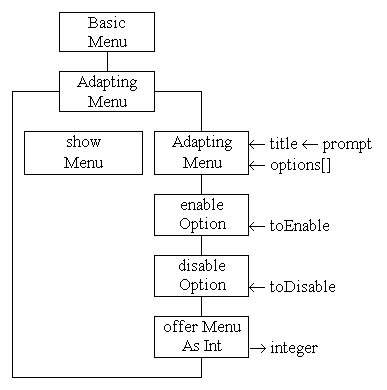 Basic
Menu
Adapting
Menu
show
Menu
Adapting
Menu
← title ← prompt
← options[]
enable
Option
← toEnable
disable
Option
← toDisable
offer Menu
As Int
→ integer